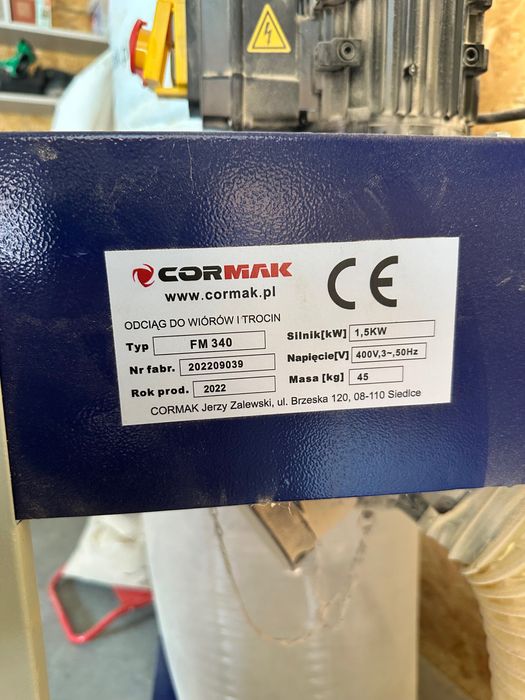 CORMAK
www.cormak.pl
CE
ODCIĄG DO WIÓRÓW I TROCIN
Typ FM 340
Nr fabr. 202209039
Rok prod. 2022
Silnik[kW] 1,5KW
Napięcie[V] 400V,3~,50Hz
Masa [kg] 45
CORMAK Jerzy Zalewski, ul. Brzeska 120, 08-110 Siedlce